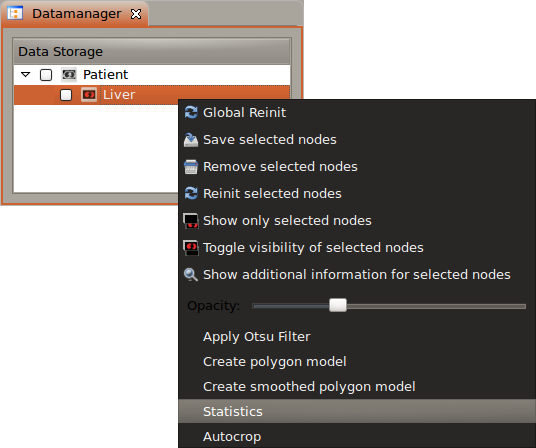 Datamanager
Data Storage
Patient
Liver
Global Reinit
Save selected nodes
Remove selected nodes
Reinit selected nodes
Show only selected nodes
Toggle visibility of selected nodes
Show additional information for selected nodes
Opacity:
Apply Otsu Filter
Create polygon model
Create smoothed polygon model
Statistics
Autocrop